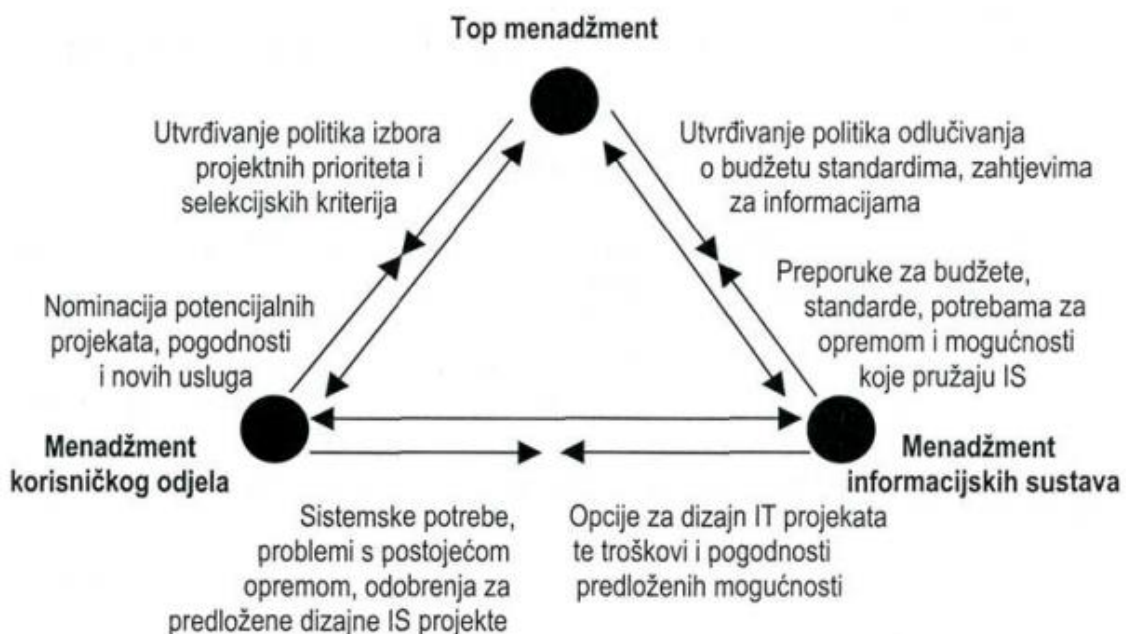 Top menadžment
Utvrđivanje politika izbora
projektnih prioriteta i
selekcijskih kriterija
Utvrđivanje politika odlučivanja
o budžetu standardima, zahtjevima
za informacijama
Nominacija potencijalnih
projekata, pogodnosti
i novih usluga
Preporuke za budžete,
standarde, potrebama za
opremom i mogućnosti
koje pružaju IS
Menadžment
korisničkog odjela
Menadžment
informacijskih sustava
Sistemske potrebe,
problemi s postojećom
opremom, odobrenja za
predložene dizajne IS projekte
Opcije za dizajn IT projekata
te troškovi i pogodnosti
predloženih mogućnosti